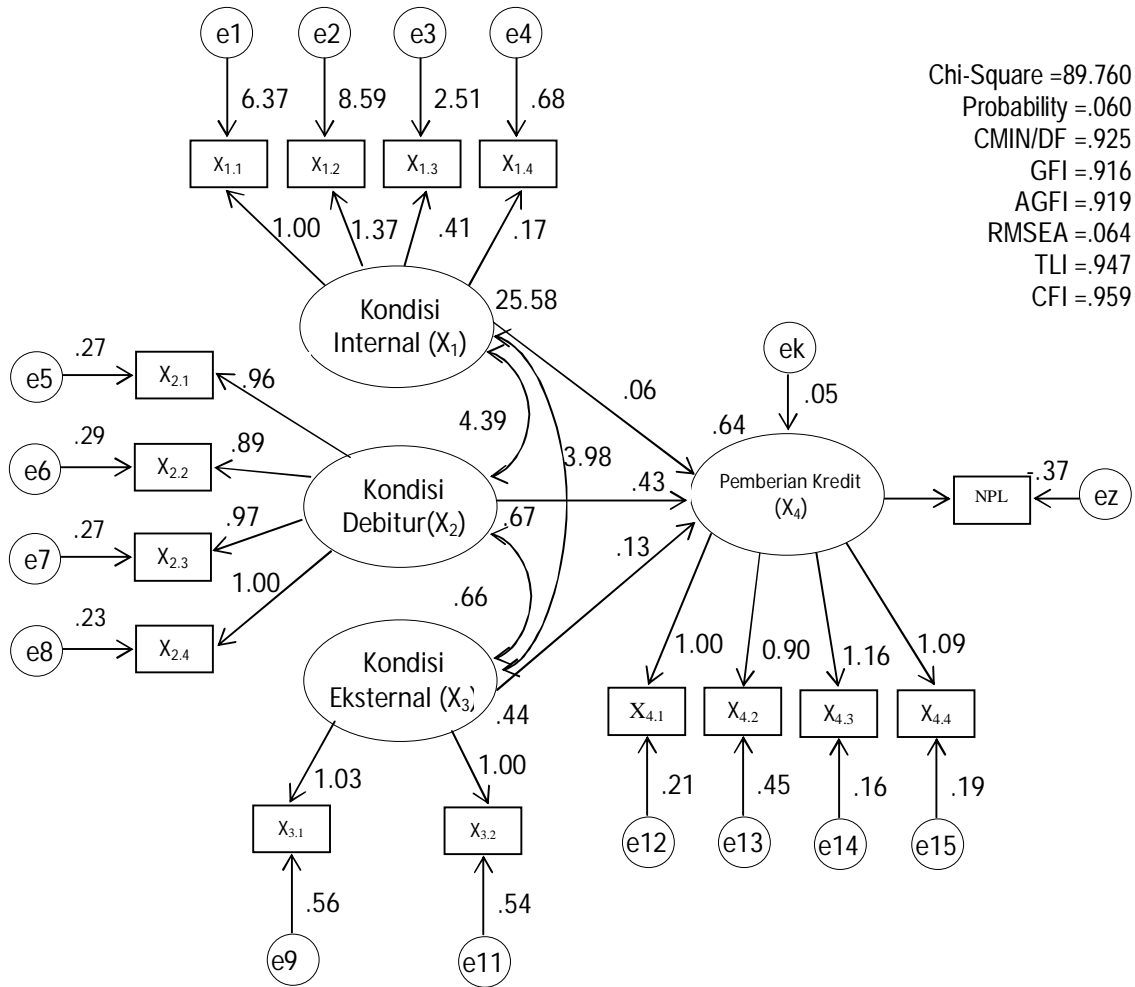 e1
e2
e3
e4
6.37
8.59
2.51
.68
X1.1
X1.2
X1.3
X1.4
1.00
1.37
.41
.17
Kondisi
Internal (X1)
25.58
Chi-Square =89.760
Probability =.060
CMIN/DF =.925
GFI =.916
AGFI =.919
RMSEA =.064
TLI =.947
CFI =.959
e5
.27
X2.1
.96
e6
.29
X2.2
.89
e7
.27
X2.3
.97
e8
.23
X2.4
1.00
Kondisi
Debitur(X2)
.67
4.39
3.98
.66
.06
.43
.13
ek
.05
.64
Pemberian Kredit
(X4)
NPL
-.37
ez
Kondisi
Eksternal (X3)
.44
1.03
1.00
X3.1
X3.2
.56
.54
e9
e11
1.00
0.90
1.16
1.09
X4.1
X4.2
X4.3
X4.4
.21
.45
.16
.19
e12
e13
e14
e15